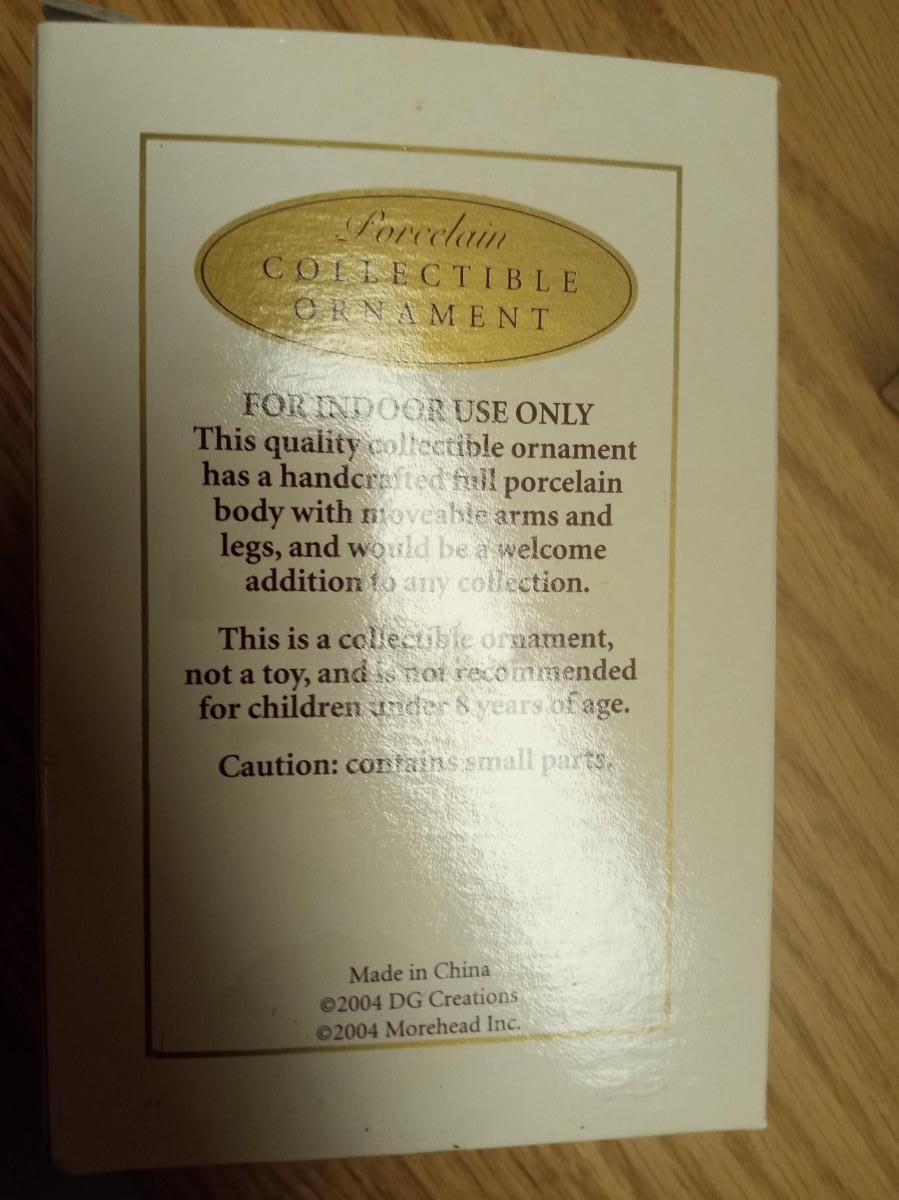 Porcelain
COLLECTIBLE
ORNAMENT
FOR INDOOR USE ONLY
This quality collectible ornament
has a handcrafted full porcelain
body with moveable arms and
legs, and would be a welcome
addition to any collection.
This is a collectible ornament,
not a toy, and is not recommended
for children under 8 years of age.
Caution: contains small parts.
Made in China
©2004 DG Creations
©2004 Morehead Inc.